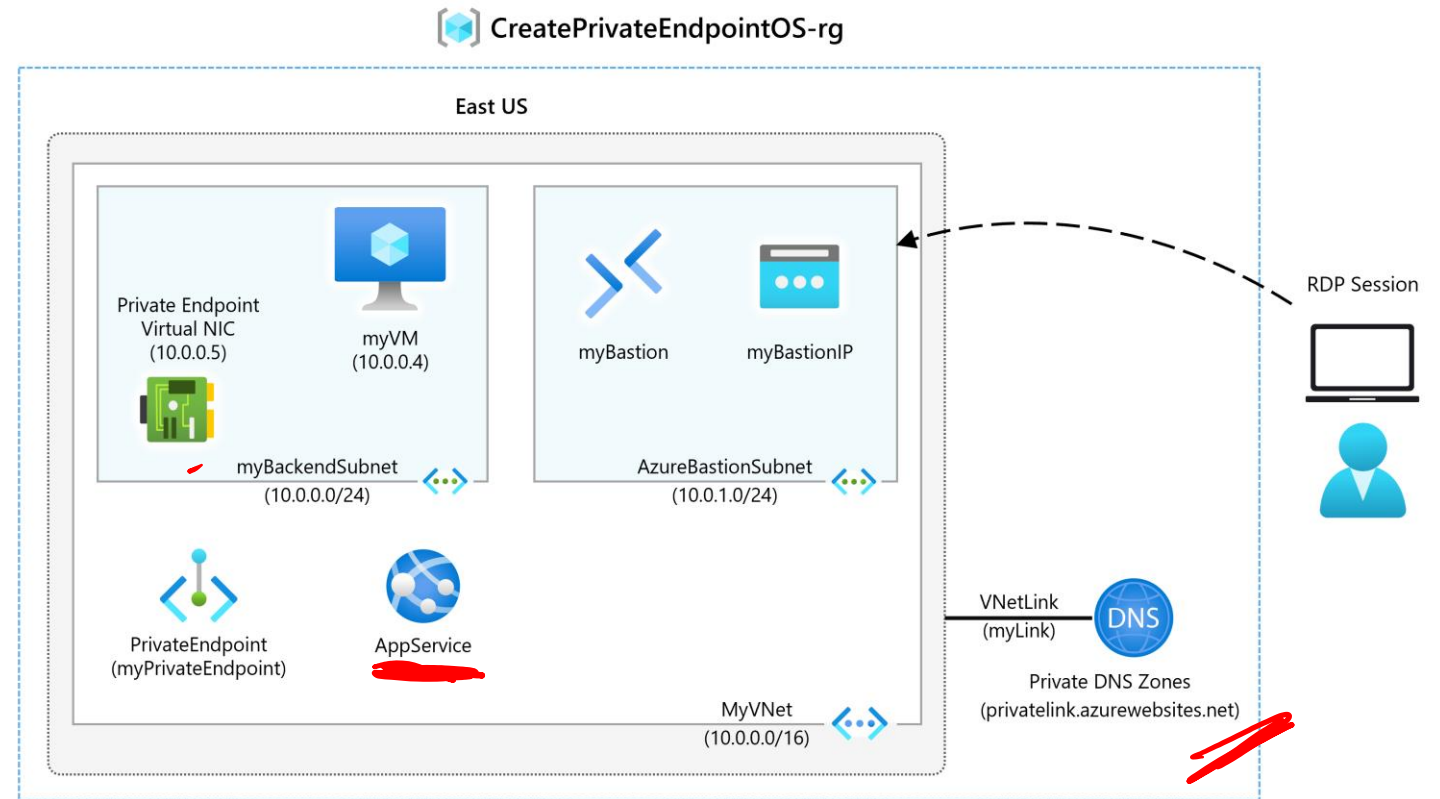 CreatePrivateEndpointOS-rg
East US
Private Endpoint
Virtual NIC
(10.0.0.5)
myVM
(10.0.0.4)
myBackendSubnet
(10.0.0.0/24)
myBastion
myBastionIP
AzureBastionSubnet
(10.0.1.0/24)
RDP Session
PrivateEndpoint
(myPrivateEndpoint)
AppService
VNetLink
(myLink)
DNS
Private DNS Zones
(privatelink.azurewebsites.net)
MyVNet
(10.0.0.0/16)